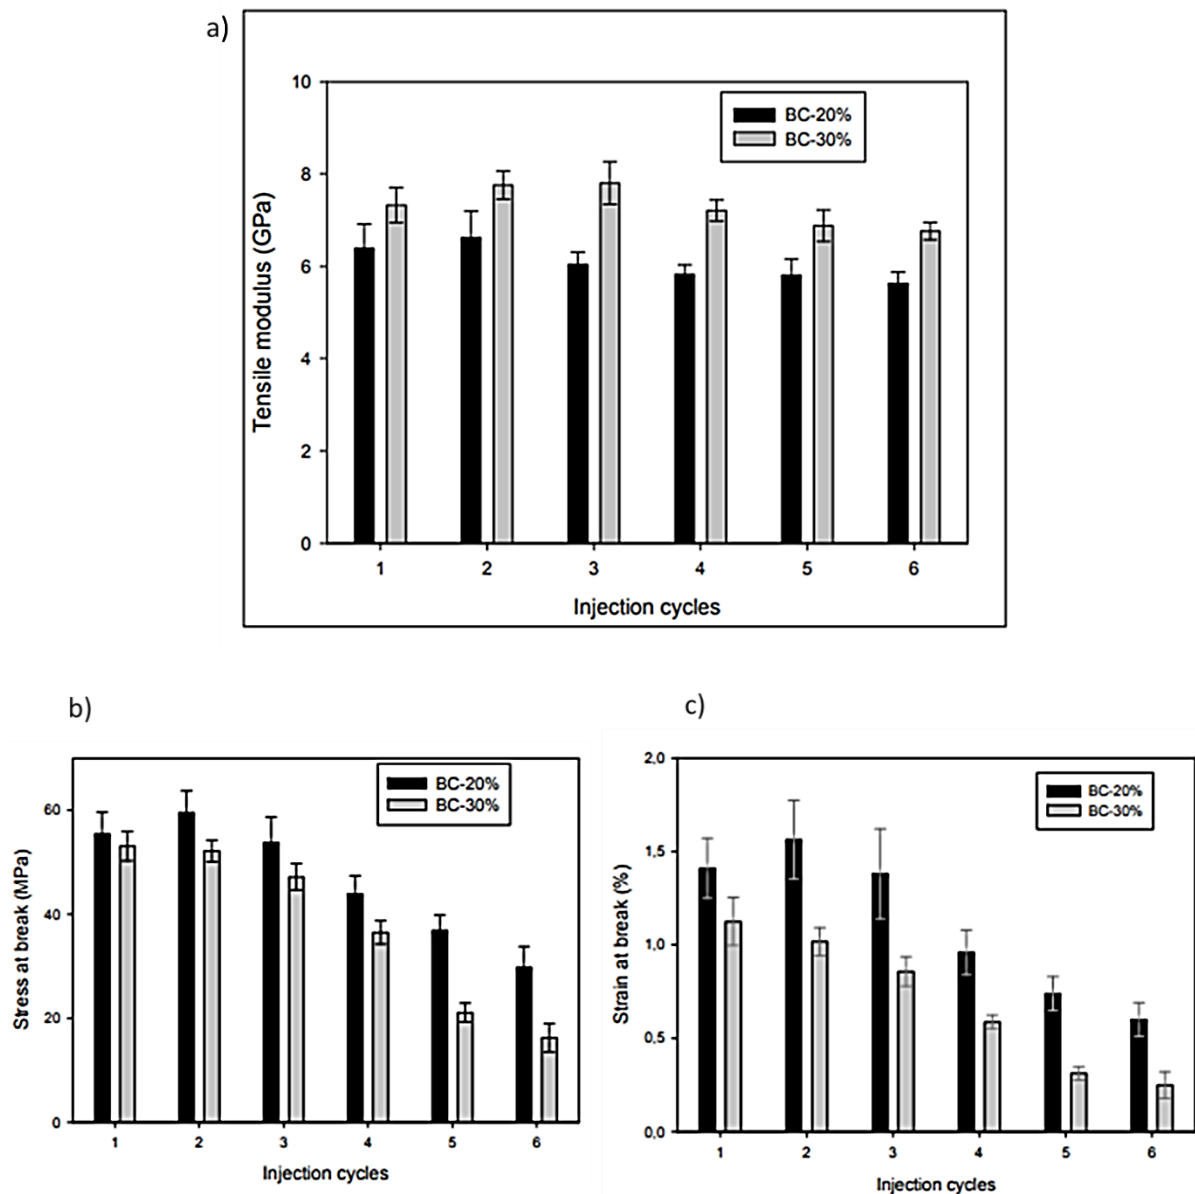 a)
10
8
6
4
2
0
Tensile modulus (GPa)
BC-20%
BC-30%
1 2 3 4 5 6
Injection cycles
b)
60
40
20
0
Stress at break (MPa)
BC-20%
BC-30%
1 2 3 4 5 6
Injection cycles
c)
2,0
1,5
1,0
0,5
0,0
Strain at break (%)
BC-20%
BC-30%
1 2 3 4 5 6
Injection cycles